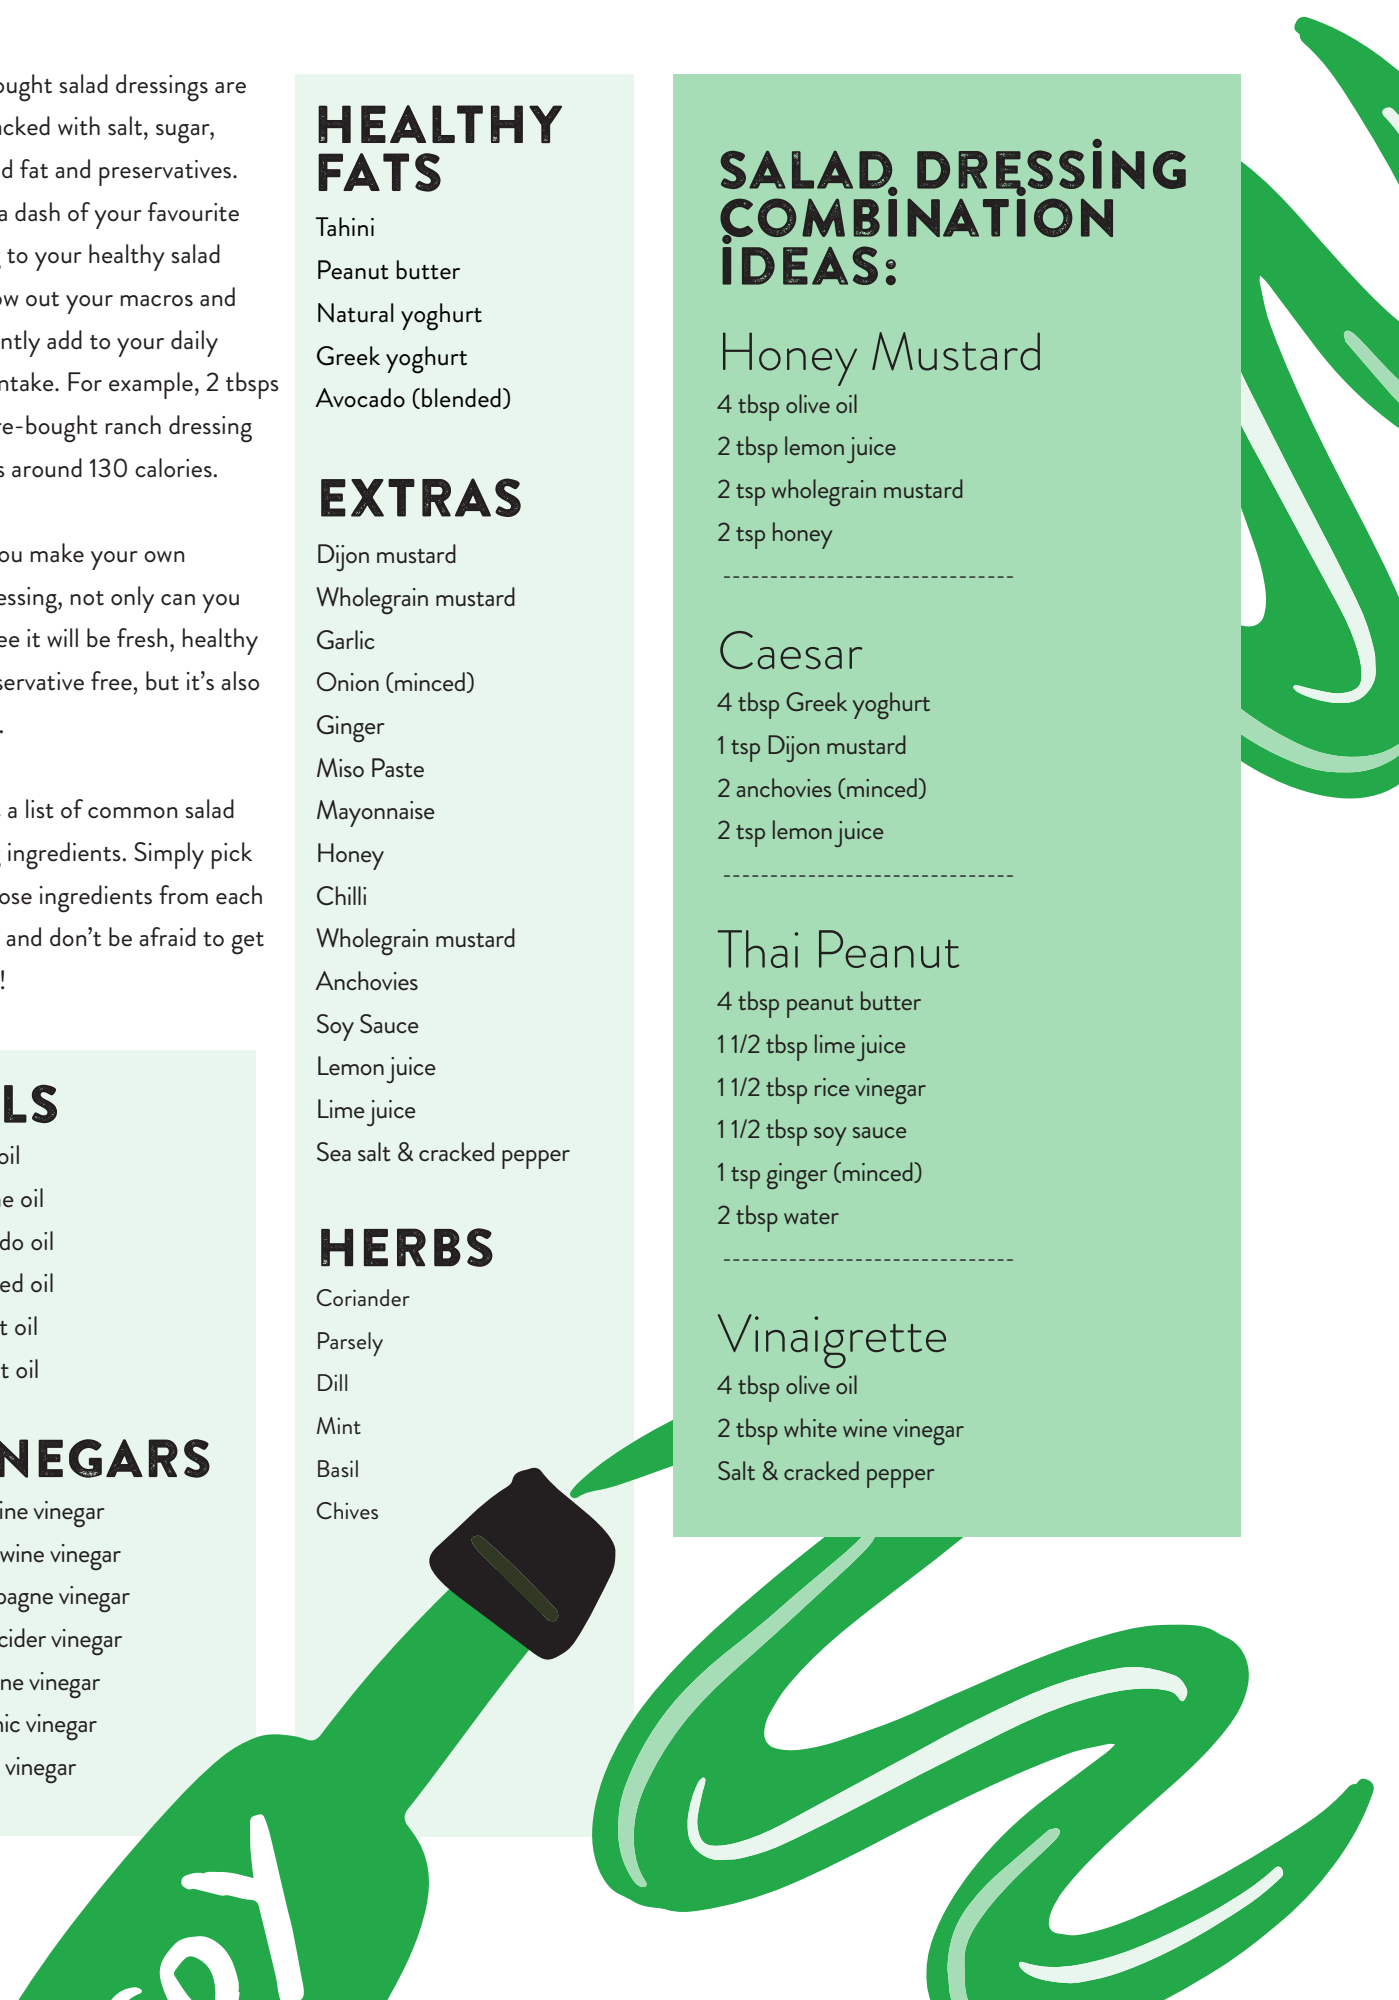 ought salad dressings are
acked with salt, sugar,
d fat and preservatives.
a dash of your favourite
to your healthy salad
ow out your macros and
ntly add to your daily
ntake. For example, 2 tbsps
re-bought ranch dressing
s around 130 calories.
ou make your own
essing, not only can you
ee it will be fresh, healthy
servative free, but it's also
.
a list of common salad
ingredients. Simply pick
ose ingredients from each
and don't be afraid to get
!
LS
oil
e oil
do oil
ed oil
t oil
t oil
NEGARS
ine vinegar
wine vinegar
pagne vinegar
cider vinegar
ne vinegar
nic vinegar
vinegar
HEALTHY
FATS
Tahini
Peanut butter
Natural yoghurt
Greek yoghurt
Avocado (blended)
EXTRAS
Dijon mustard
Wholegrain mustard
Garlic
Onion (minced)
Ginger
Miso Paste
Mayonnaise
Honey
Chilli
Wholegrain mustard
Anchovies
Soy Sauce
Lemon juice
Lime juice
Sea salt & cracked pepper
HERBS
Coriander
Parsely
Dill
Mint
Basil
Chives
SALAD DRESSING
COMBINATION
IDEAS:
Honey Mustard
4 tbsp olive oil
2 tbsp lemon juice
2 tsp wholegrain mustard
2 tsp honey
-------------------------------
Caesar
4 tbsp Greek yoghurt
1 tsp Dijon mustard
2 anchovies (minced)
2 tsp lemon juice
-------------------------------
Thai Peanut
4 tbsp peanut butter
1 1/2 tbsp lime juice
1 1/2 tbsp rice vinegar
1 1/2 tbsp soy sauce
1 tsp ginger (minced)
2 tbsp water
-------------------------------
Vinaigrette
4 tbsp olive oil
2 tbsp white wine vinegar
Salt & cracked pepper